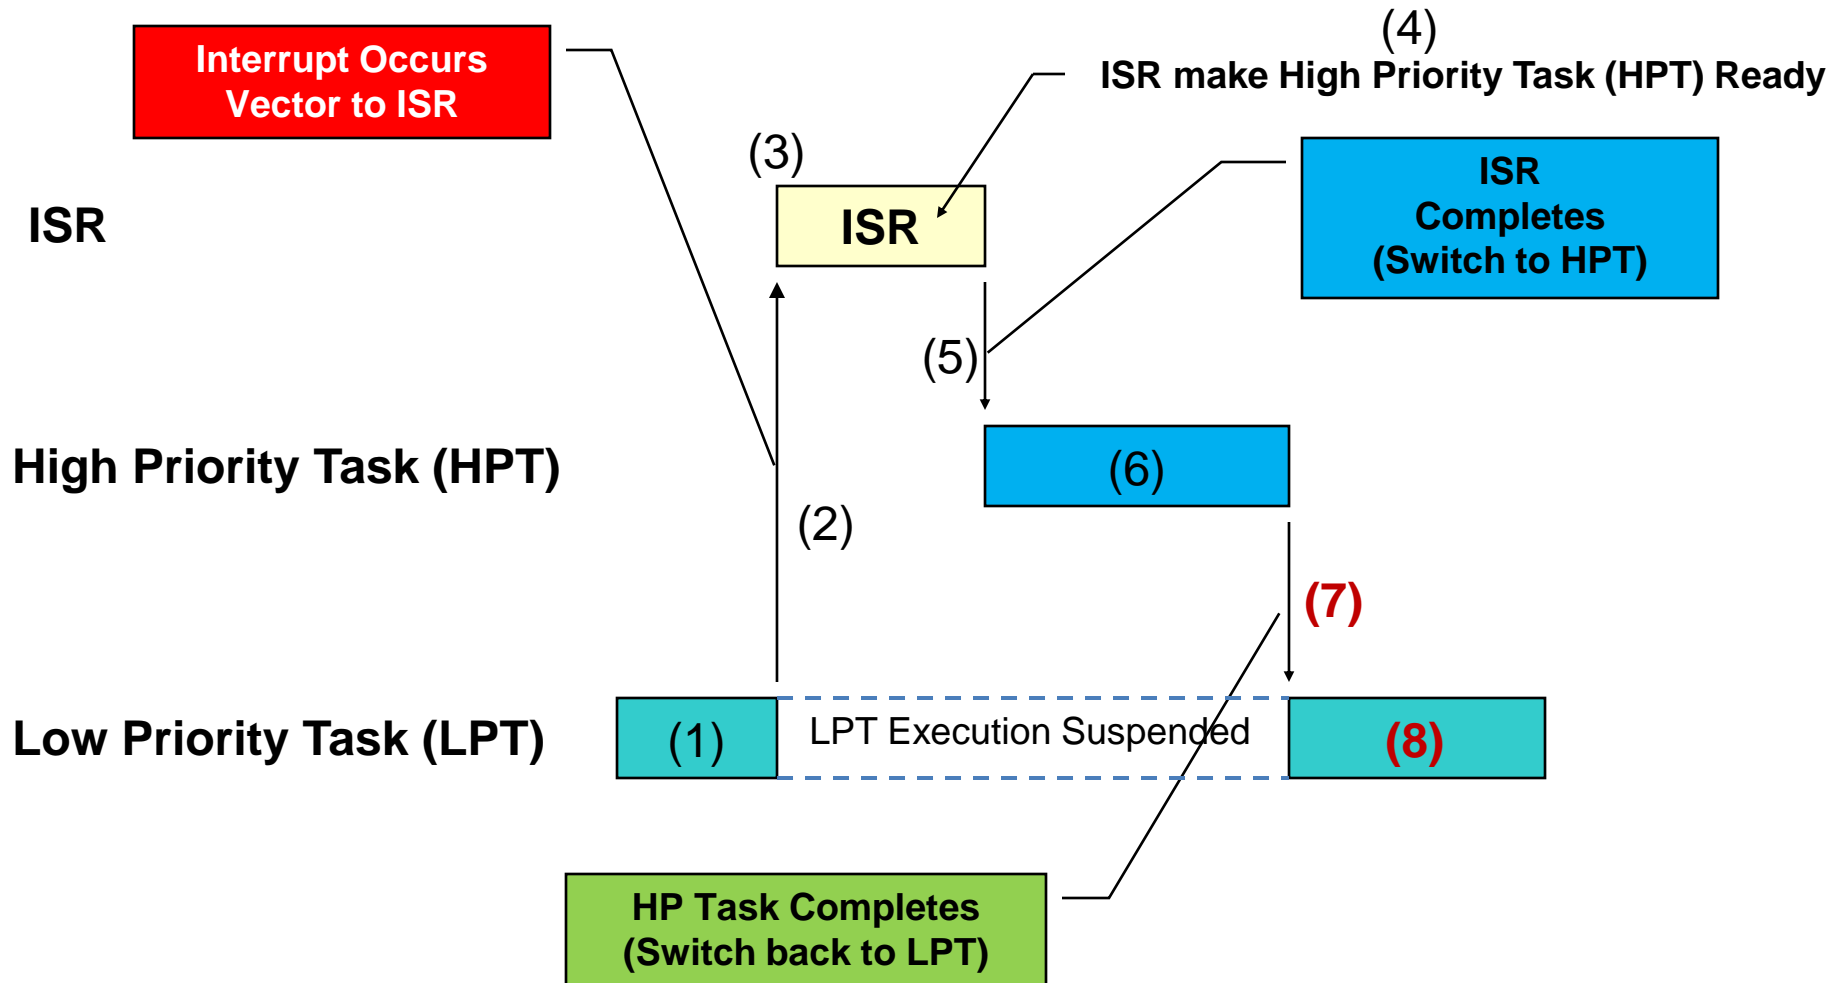 (4)
Interrupt Occurs
Vector to ISR
ISR make High Priority Task (HPT) Ready
(3)
ISR
Completes
(Switch to HPT)
ISR
ISR
(5)
High Priority Task (HPT)
(6)
(2)
(7)
Low Priority Task (LPT)
(1)
LPT Execution Suspended
(8)
HP Task Completes
(Switch back to LPT)